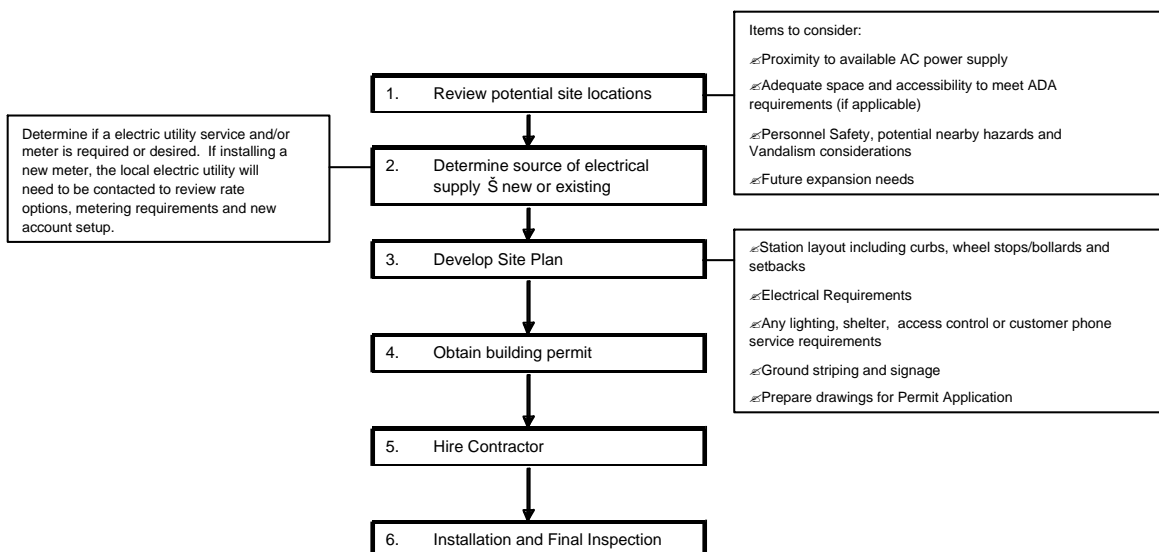 Items to consider:
✍Proximity to available AC power supply
✍Adequate space and accessibility to meet ADA
requirements (if applicable)
✍Personnel Safety, potential nearby hazards and
Vandalism considerations
✍Future expansion needs
1. Review potential site locations
Determine if a electric utility service and/or
meter is required or desired. If installing a
new meter, the local electric utility will
need to be contacted to review rate
options, metering requirements and new
account setup.
2. Determine source of electrical
supply Š new or existing
3. Develop Site Plan
✍Station layout including curbs, wheel stops/bollards and
setbacks
✍Electrical Requirements
✍Any lighting, shelter, access control or customer phone
service requirements
✍Ground striping and signage
✍Prepare drawings for Permit Application
4. Obtain building permit
5. Hire Contractor
6. Installation and Final Inspection